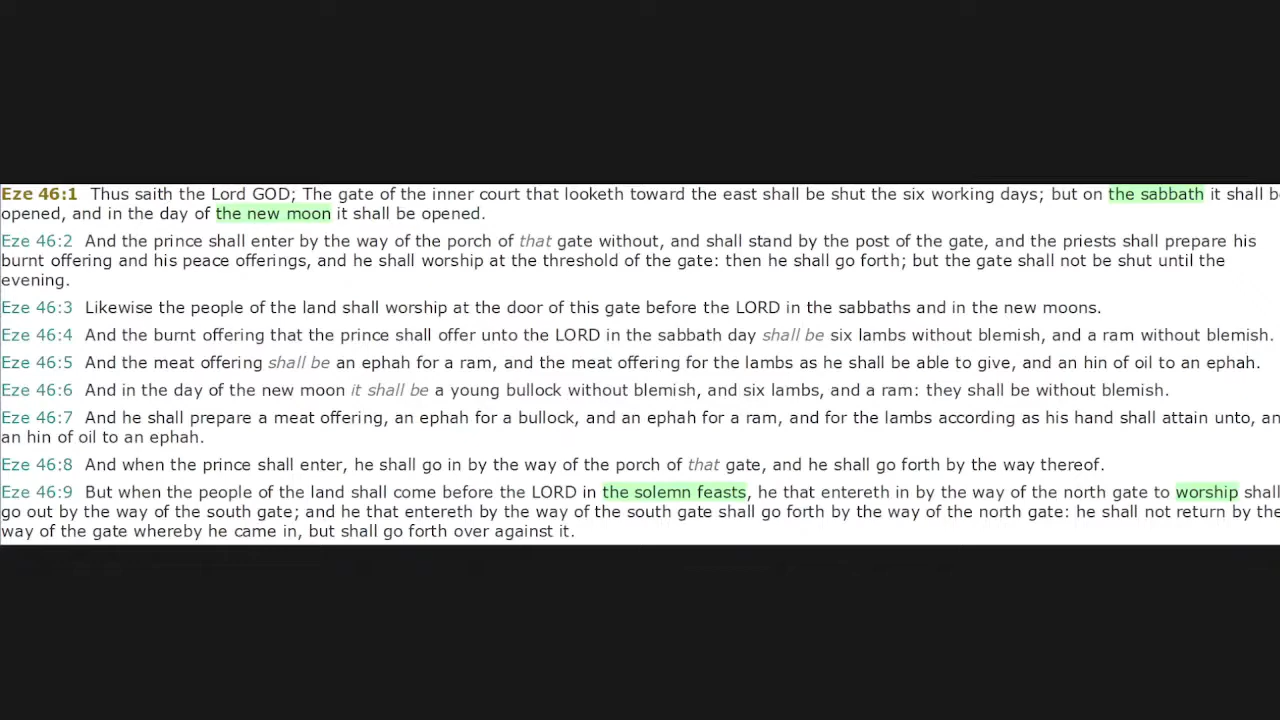 Eze 46:1 Thus saith the Lord GOD; The gate of the inner court that looketh toward the east shall be shut the six working days; but on the sabbath it shall
opened, and in the day of the new moon it shall be opened.
Eze 46:2 And the prince shall enter by the way of the porch of that gate without, and shall stand by the post of the gate, and the priests shall prepare his
burnt offering and his peace offerings, and he shall worship at the threshold of the gate: then he shall go forth; but the gate shall not be shut until the
evening.
Eze 46:3 Likewise the people of the land shall worship at the door of this gate before the LORD in the sabbaths and in the new moons.
Eze 46:4 And the burnt offering that the prince shall offer unto the LORD in the sabbath day shall be six lambs without blemish, and a ram without blemish.
Eze 46:5 And the meat offering shall be an ephah for a ram, and the meat offering for the lambs as he shall be able to give, and an hin of oil to an ephah.
Eze 46:6 And in the day of the new moon it shall be a young bullock without blemish, and six lambs, and a ram: they shall be without blemish.
Eze 46:7 And he shall prepare a meat offering, an ephah for a bullock, and an ephah for a ram, and for the lambs according as his hand shall attain unto,
an hin of oil to an ephah.
Eze 46:8 And when the prince shall enter, he shall go in by the way of the porch of that gate, and he shall go forth by the way thereof.
Eze 46:9 But when the people of the land shall come before the LORD in the solemn feasts, he that entereth in by the way of the north gate to worship shall
go out by the way of the south gate; and he that entereth by the way of the south gate shall go forth by the way of the north gate: he shall not return by the
way of the gate whereby he came in, but shall go forth over against it.